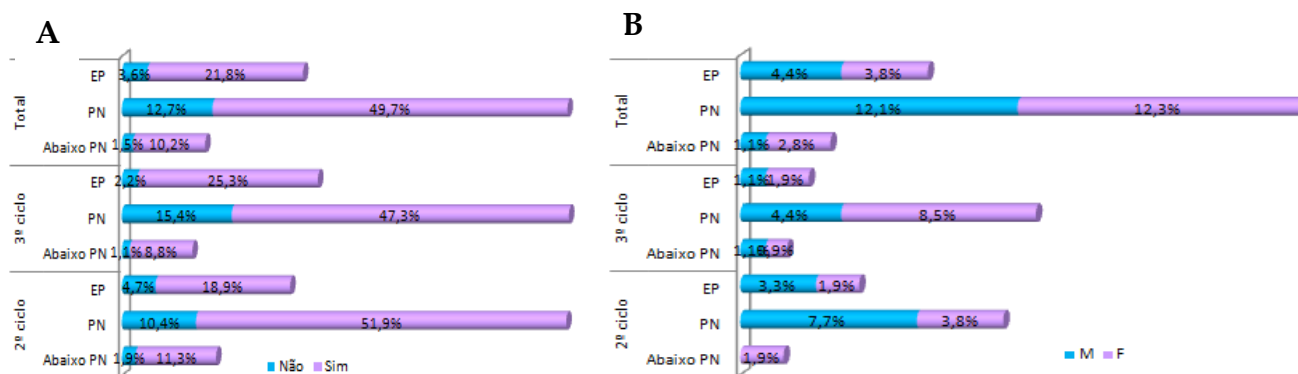 A
Total
EP
3,6% 21,8%
PN
12,7% 49,7%
Abaixo PN
1,5% 10,2%
3º ciclo
EP
2,2% 25,3%
PN
15,4% 47,3%
Abaixo PN
1,1% 8,8%
2º ciclo
EP
4,7% 18,9%
PN
10,4% 51,9%
Abaixo PN
1,9% 11,3%
Não Sim
B
Total
EP
4,4% 3,8%
PN
12,1% 12,3%
Abaixo PN
1,1% 2,8%
3º ciclo
EP
1,1% 1,9%
PN
4,4% 8,5%
Abaixo PN
1,1%
2º ciclo
EP
3,3% 1,9%
PN
7,7% 3,8%
Abaixo PN
1,9%
M F